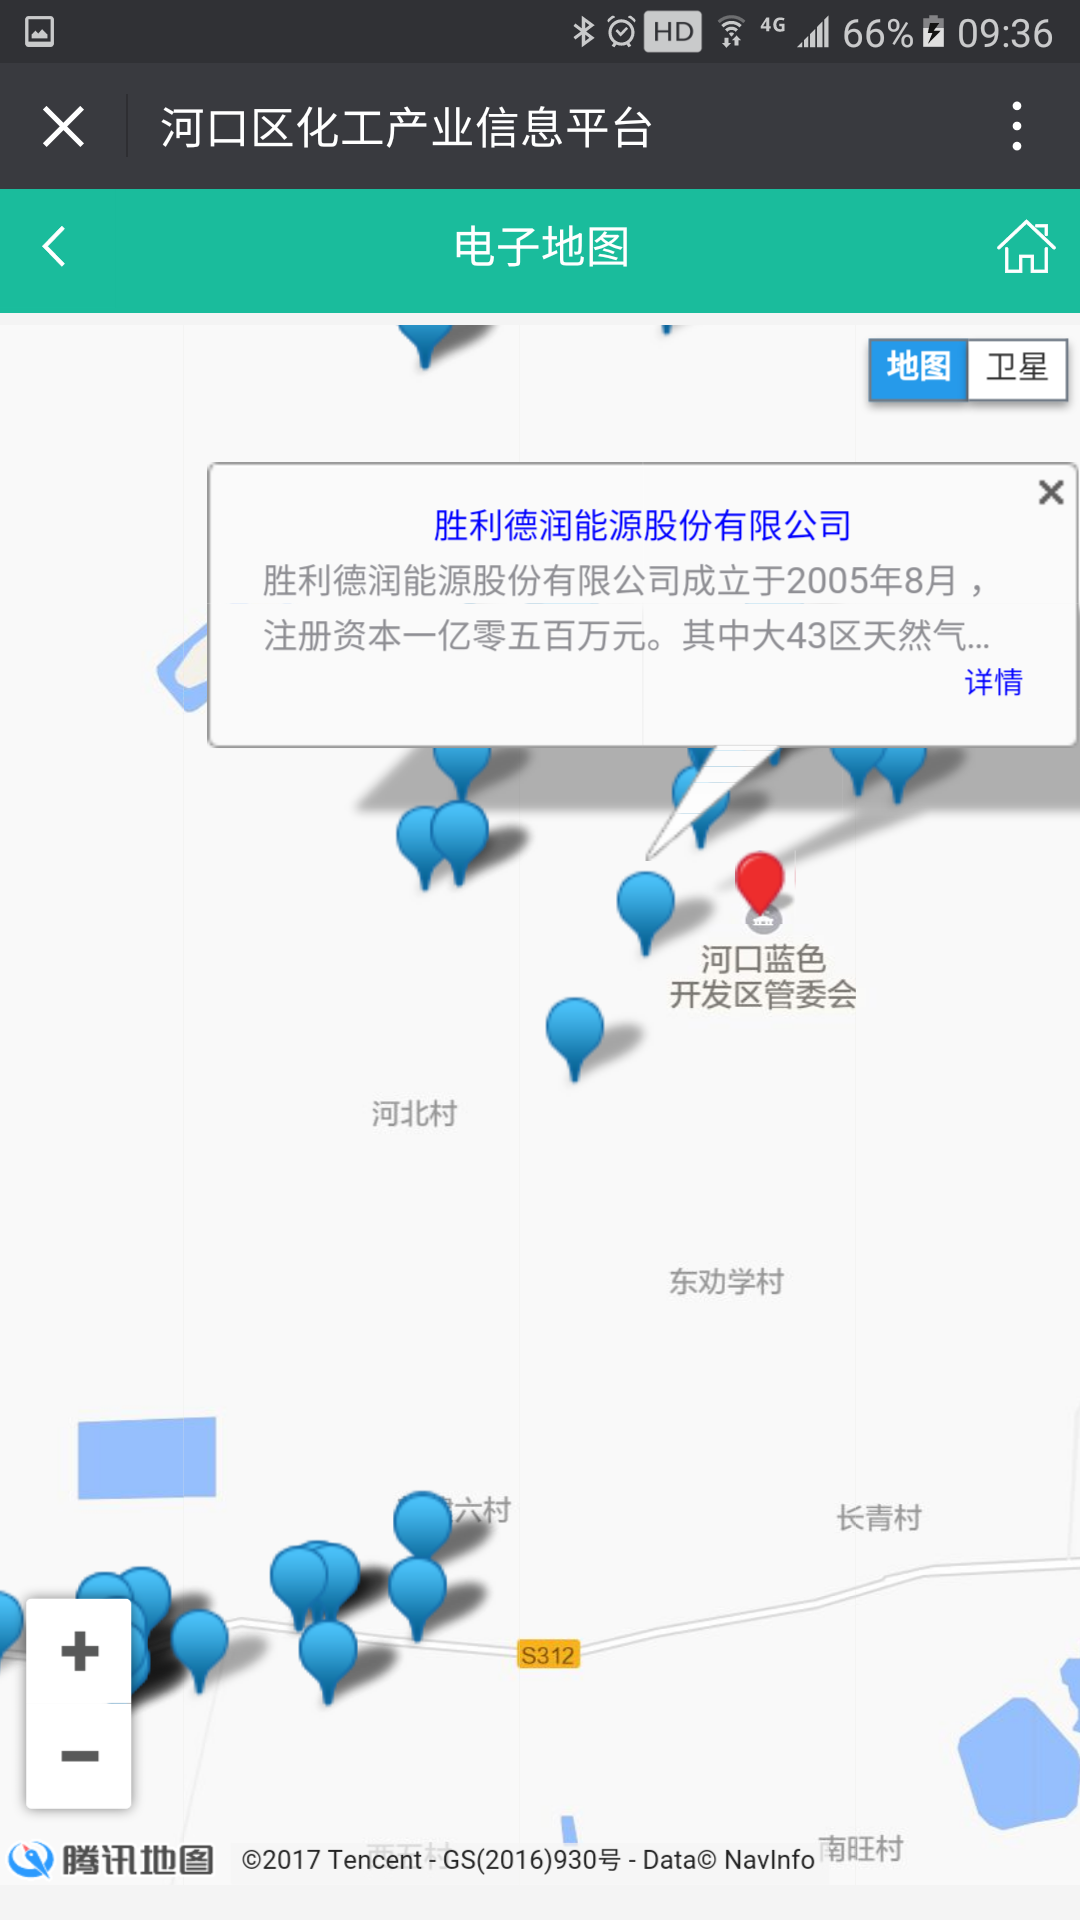 HD 4G 66% 09:36
河口区化工产业信息平台
电子地图
地图 卫星
胜利德润能源股份有限公司
胜利德润能源股份有限公司成立于2005年8月，
注册资本一亿零五百万元。其中大43区天然气...
详情
河口蓝色
开发区管委会
河北村
东劝学村
六村
长青村
S312
南旺村
腾讯地图 ©2017 Tencent - GS(2016)930号 - Data© NavInfo